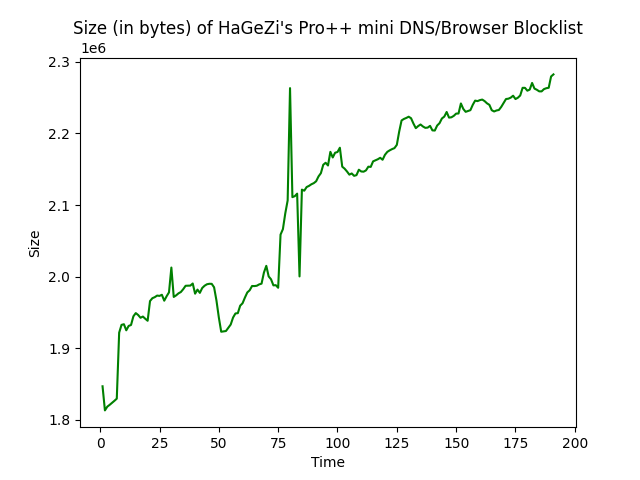 Size (in bytes) of HaGeZi's Pro++ mini DNS/Browser Blocklist
1e6
2.3
2.2
2.1
2.0
1.9
1.8
Size
0 25 50 75 100 125 150 175 200
Time